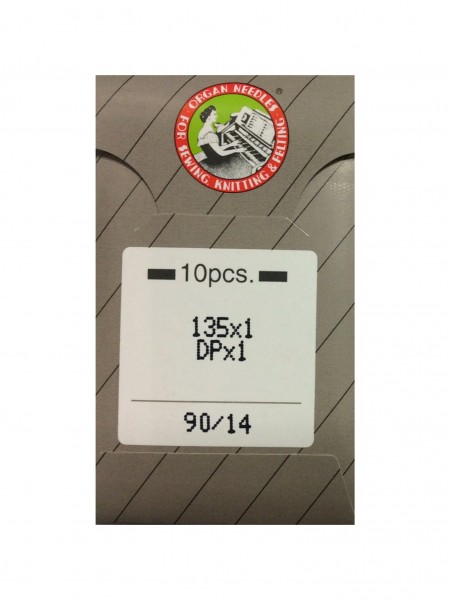 ORGAN NEEDLES
®
FOR SEWING, KNITTING & FELTING
10pcs.
135x1
DPx1
90/14